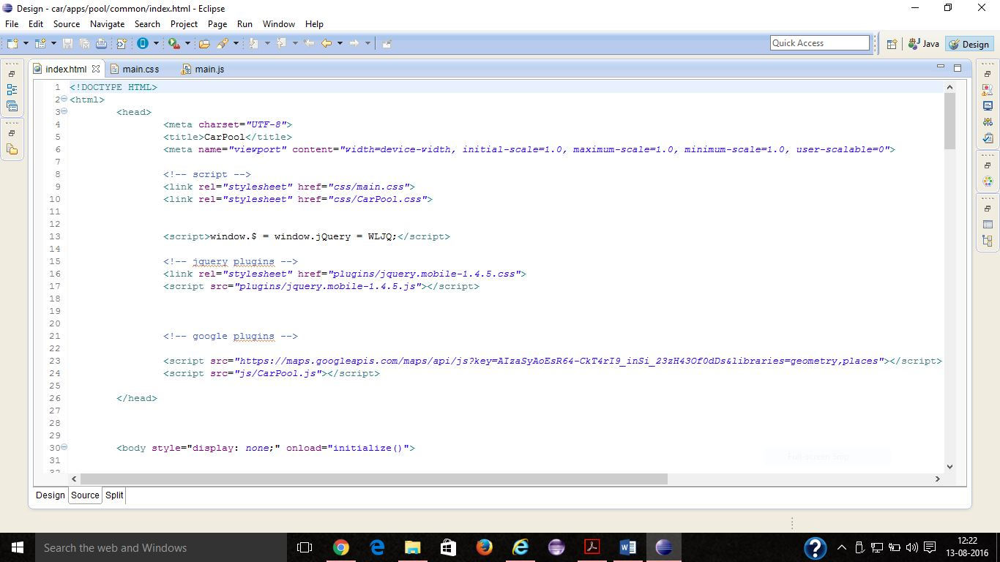 Design - car/apps/pool/common/index.html - Eclipse
File Edit Source Navigate Search Project Page Run Window Help
Quick Access
Java
Design
index.html
main.css
main.js
1 <!DOCTYPE HTML>
2 <html>
3 <head>
4 <meta charset="UTF-8">
5 <title>CarPool</title>
6 <meta name="viewport" content="width=device-width, initial-scale=1.0, maximum-scale=1.0, minimum-scale=1.0, user-scalable=0">
7
8 <!-- script -->
9 <link rel="stylesheet" href="css/main.css">
10 <link rel="stylesheet" href="css/CarPool.css">
11
12
13 <script>window.$ = window.jQuery = WLJQ;</script>
14
15 <!-- jquery plugins -->
16 <link rel="stylesheet" href="plugins/jquery.mobile-1.4.5.css">
17 <script src="plugins/jquery.mobile-1.4.5.js"></script>
18
19
20
21 <!-- google plugins -->
22
23 <script src="https://maps.googleapis.com/maps/api/js?key=AIzaSyAoEsR64-CkT4rI9_inSi_23zH43Of0dDs&libraries=geometry,places"></script>
24 <script src="js/CarPool.js"></script>
25
26 </head>
27
28
29
30 <body style="display: none;" onload="initialize()">
31
32
Full-screen Snip
Design Source Split
Search the web and Windows
12:22
13-08-2016